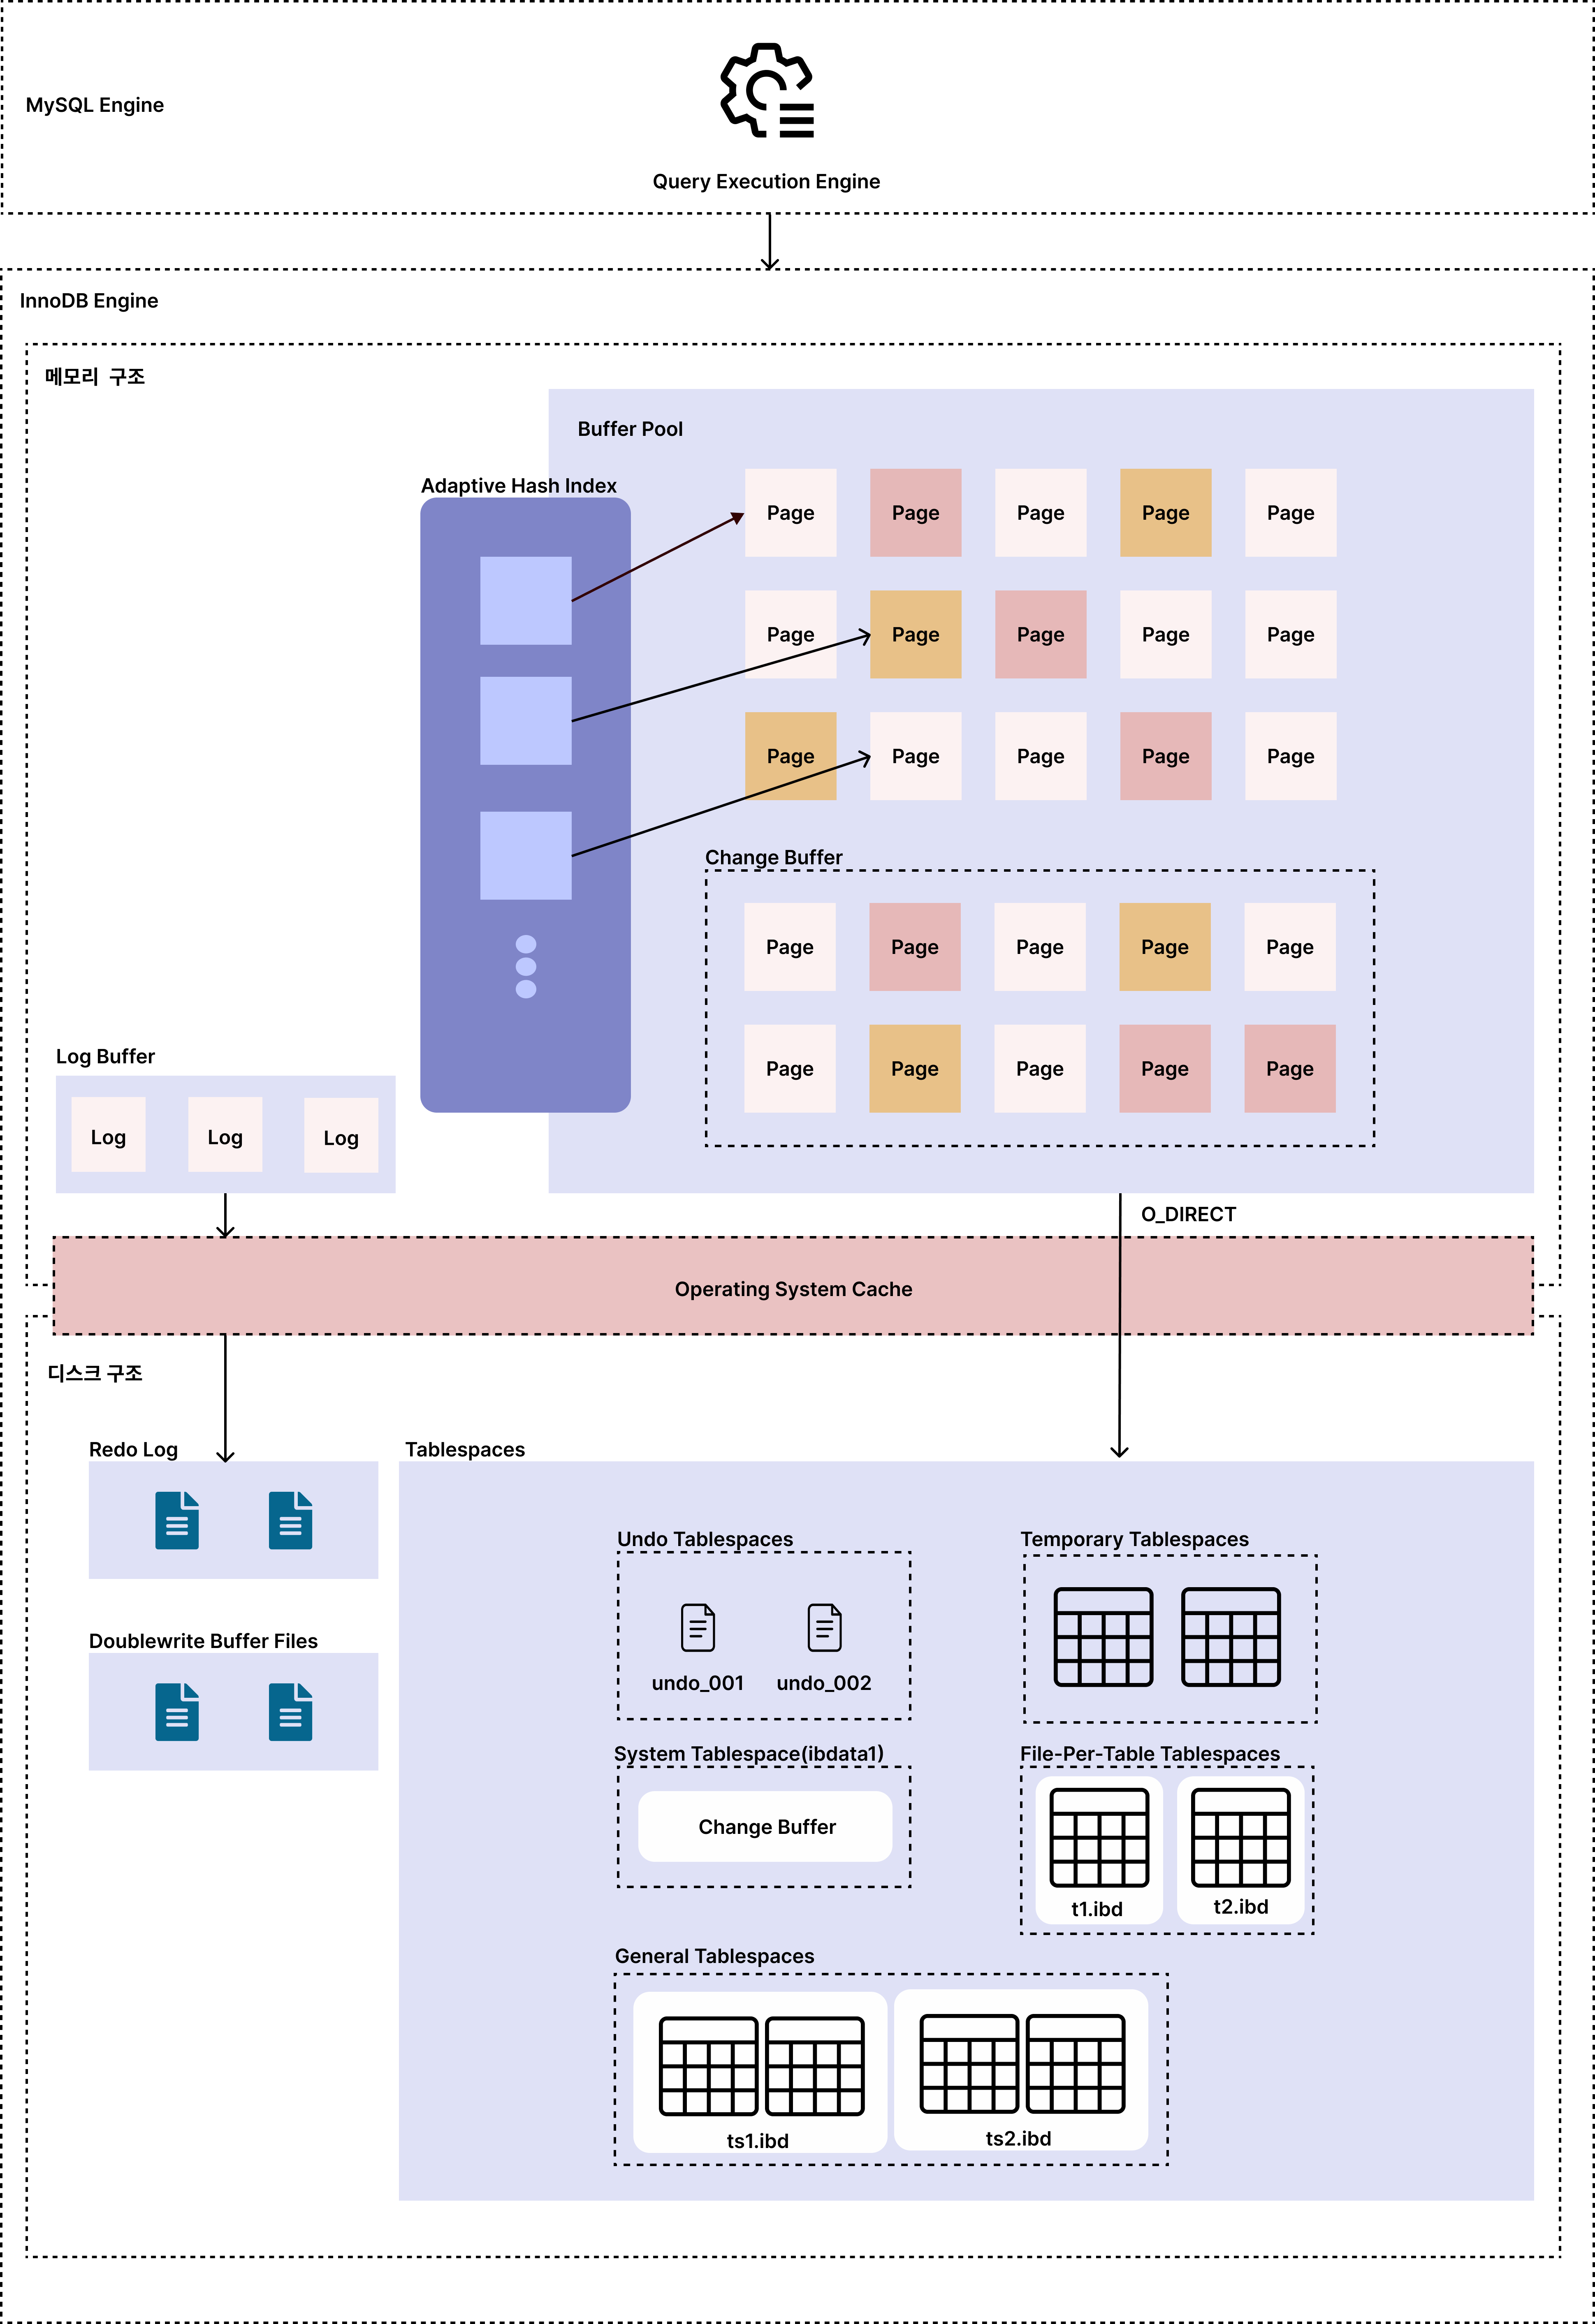 MySQL Engine
Query Execution Engine
InnoDB Engine
메모리 구조
Buffer Pool
Adaptive Hash Index
Page Page Page Page Page
Page Page Page Page Page
Page Page Page Page Page
Change Buffer
Page Page Page Page Page
Page Page Page Page Page
Log Buffer
Log Log Log
O_DIRECT
Operating System Cache
디스크 구조
Redo Log
Tablespaces
Undo Tablespaces
Temporary Tablespaces
undo_001 undo_002
Doublewrite Buffer Files
System Tablespace(ibdata1)
File-Per-Table Tablespaces
Change Buffer
t1.ibd t2.ibd
General Tablespaces
ts1.ibd ts2.ibd